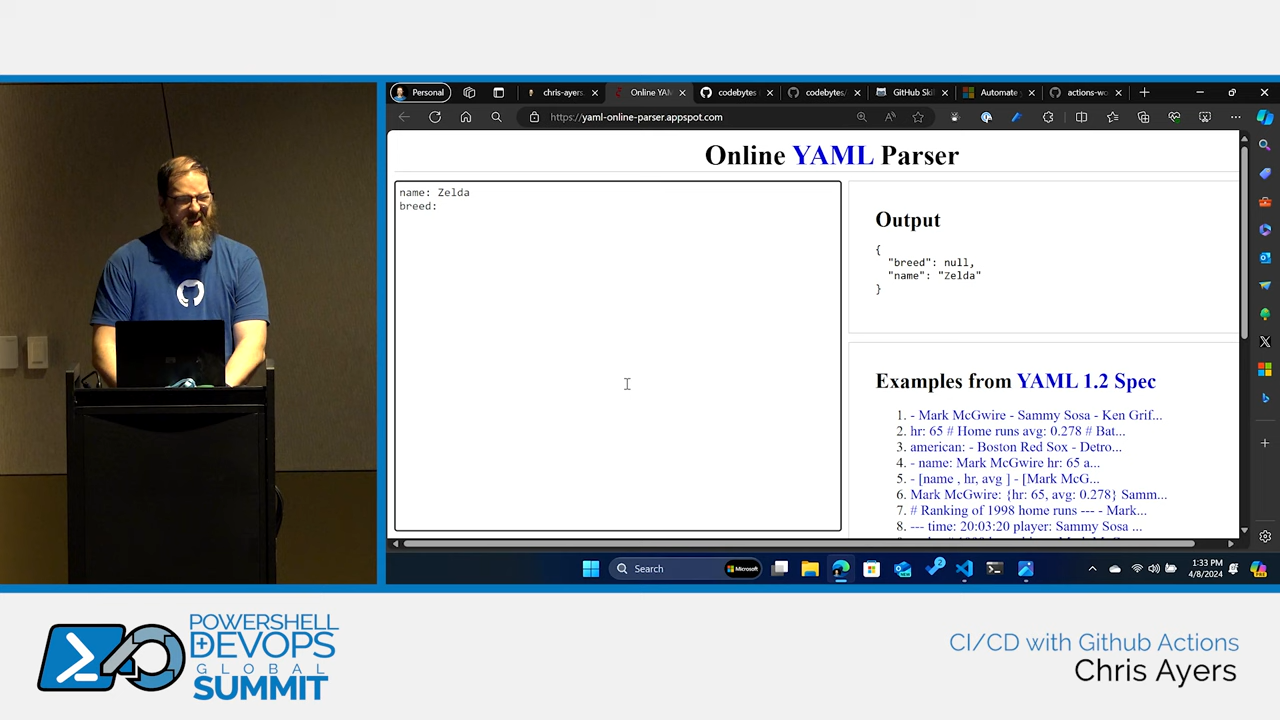 Personal
chris-ayers.
Online YAM
codebytes
codebytes/
GitHub Ski
Automate
actions-wo
https://yaml-online-parser.appspot.com
Online YAML Parser
name: Zelda
breed:
Output
{
"breed": null,
"name": "Zelda"
}
Examples from YAML 1.2 Spec
1. - Mark McGwire - Sammy Sosa - Ken Grif...
2. hr: 65 # Home runs avg: 0.278 # Bat...
3. american: - Boston Red Sox - Detro...
4. - name: Mark McGwire hr: 65 a...
5. - [name , hr, avg ] - [Mark McG...
6. Mark McGwire: {hr: 65, avg: 0.278} Samm...
7. # Ranking of 1998 home runs --- - Mark...
8. --- time: 20:03:20 player: Sammy Sosa ...
Search
Microsoft
1:33 PM
4/8/2024
POWERSHELL
+DEVOPS
GLOBAL
SUMMIT
CI/CD with Github Actions
Chris Ayers